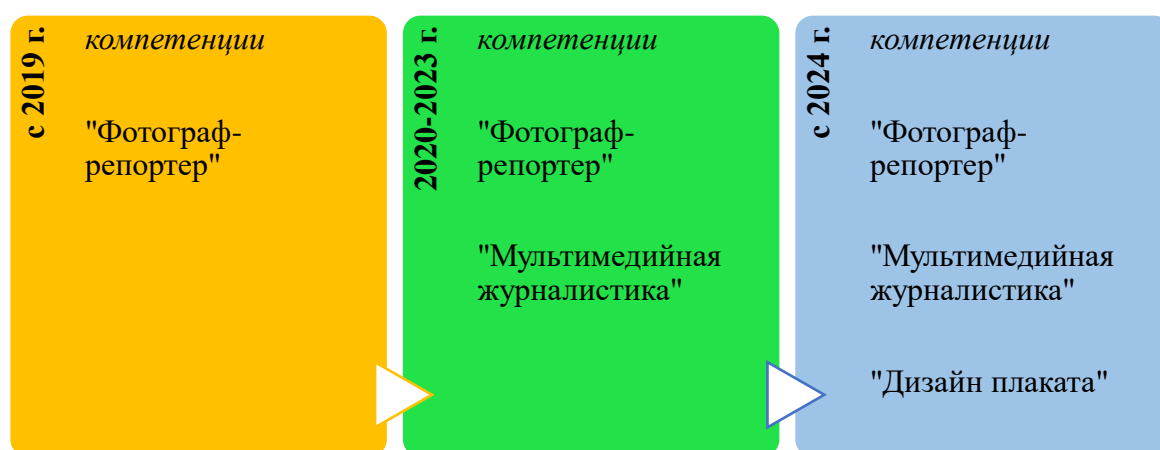 с 2019 г.
компетенции
"Фотограф-
репортер"
2020-2023 г.
компетенции
"Фотограф-
репортер"
"Мультимедийная
журналистика"
с 2024 г.
компетенции
"Фотограф-
репортер"
"Мультимедийная
журналистика"
"Дизайн плаката"